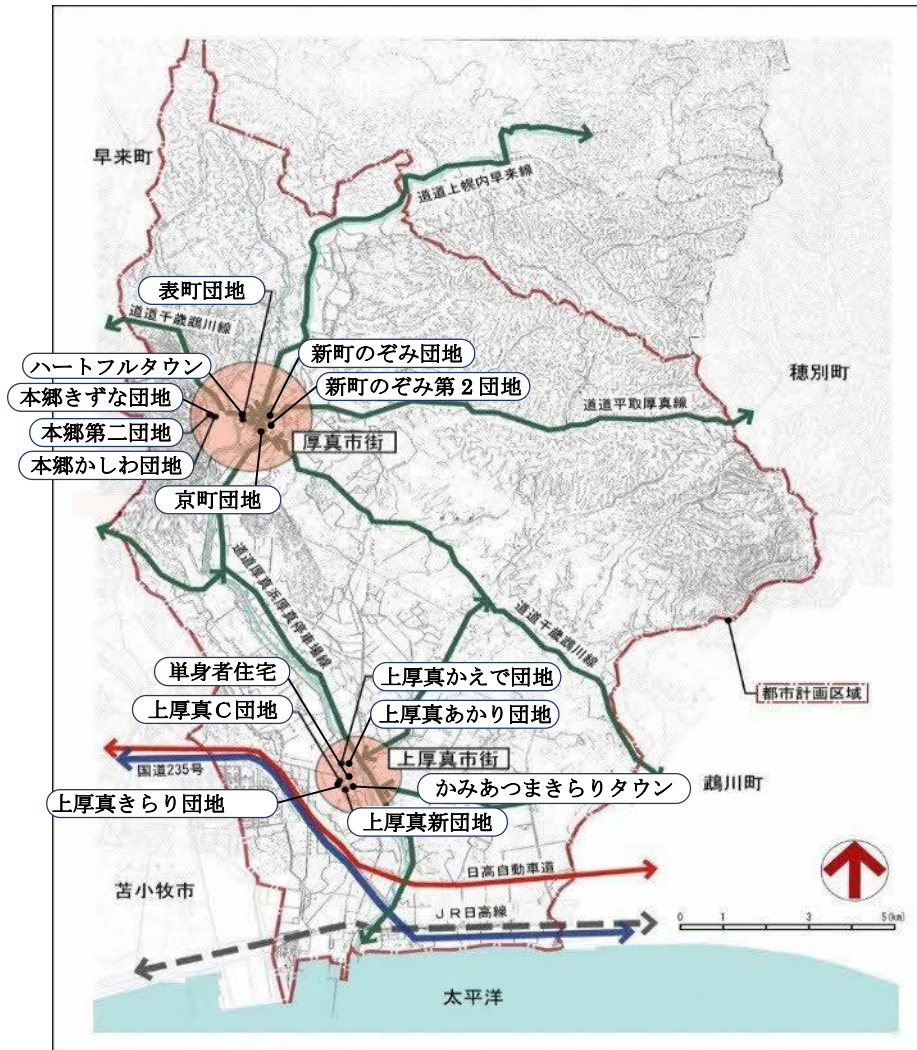 早来町
道道上幌内早来線
表町団地
道道千歳鵡川線
ハートフルタウン
新町のぞみ団地
本郷きずな団地
新町のぞみ第2団地
穂別町
道道平取厚真線
本郷第二団地
厚真市街
本郷かしわ団地
京町団地
道道厚真浜厚真停車場線
道道千歳鵡川線
単身者住宅
上厚真かえで団地
都市計画区域
上厚真C団地
上厚真あかり団地
上厚真市街
国道235号
鵡川町
かみあつまきらりタウン
上厚真きらり団地
上厚真新団地
日高自動車道
苫小牧市
JR日高線
0 1 2 3 4 5(km)
太平洋